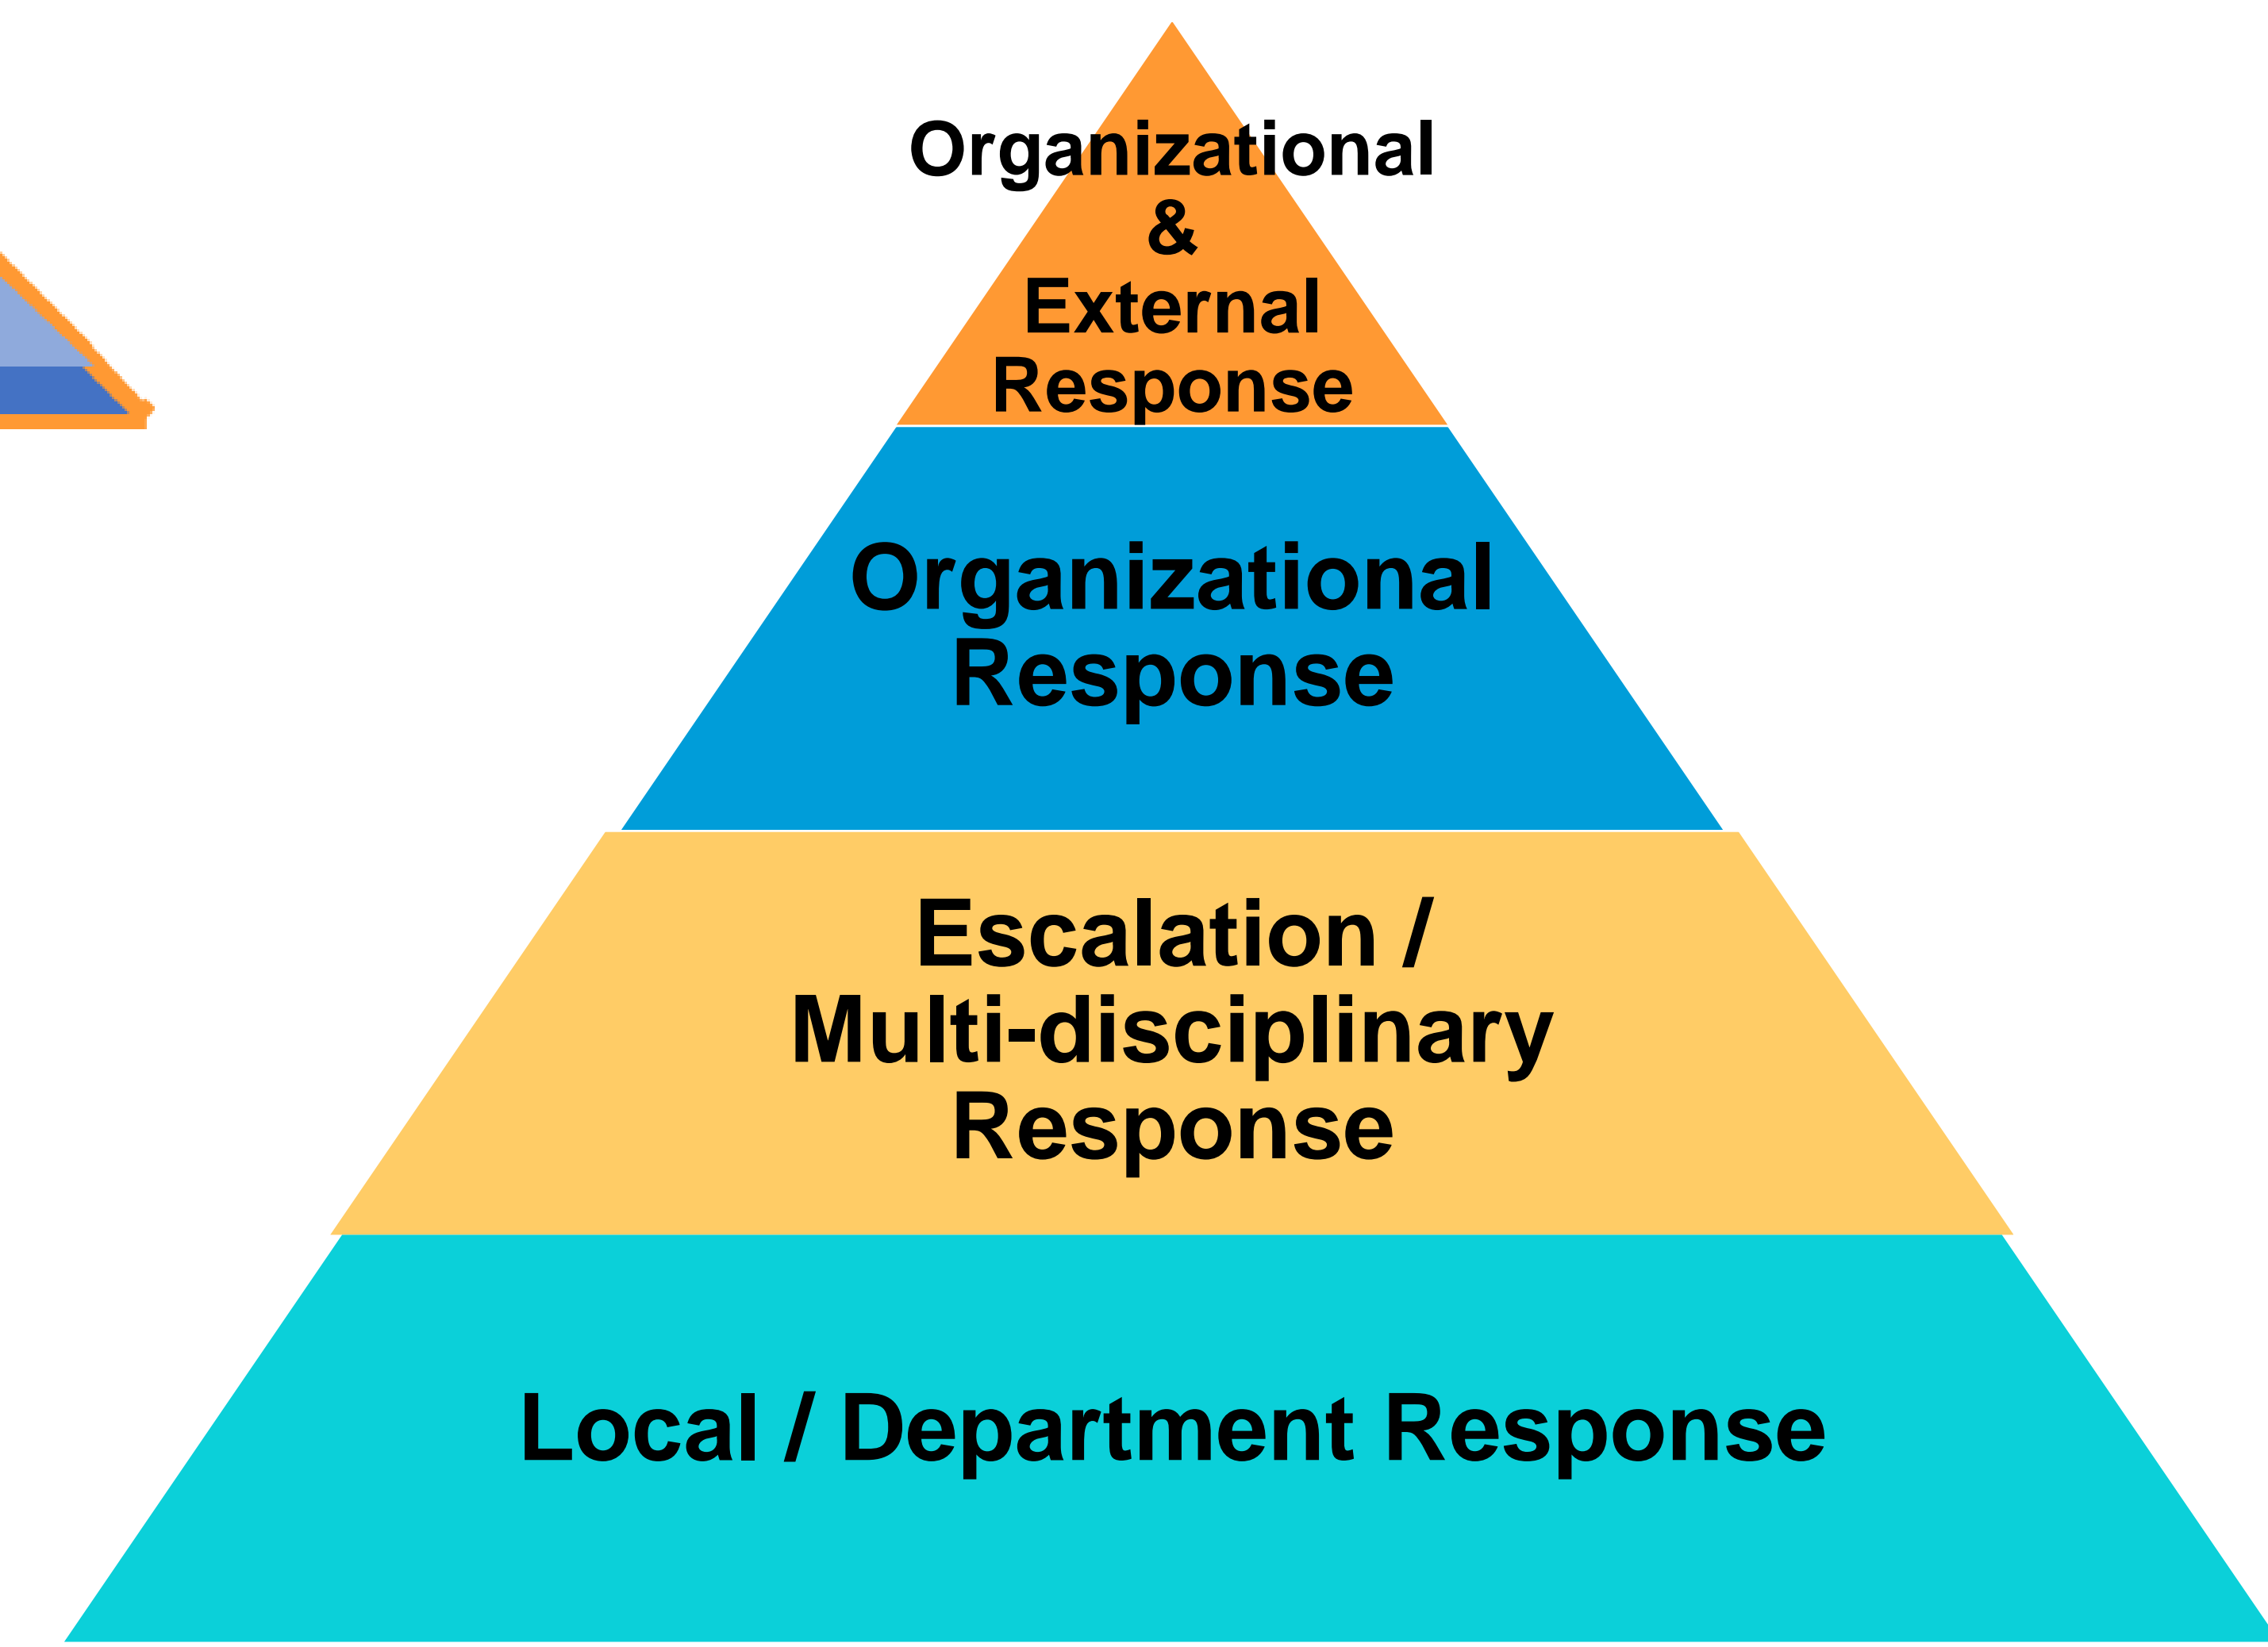 Organizational
&
External
Response
Organizational
Response
Escalation /
Multi-disciplinary
Response
Local / Department Response